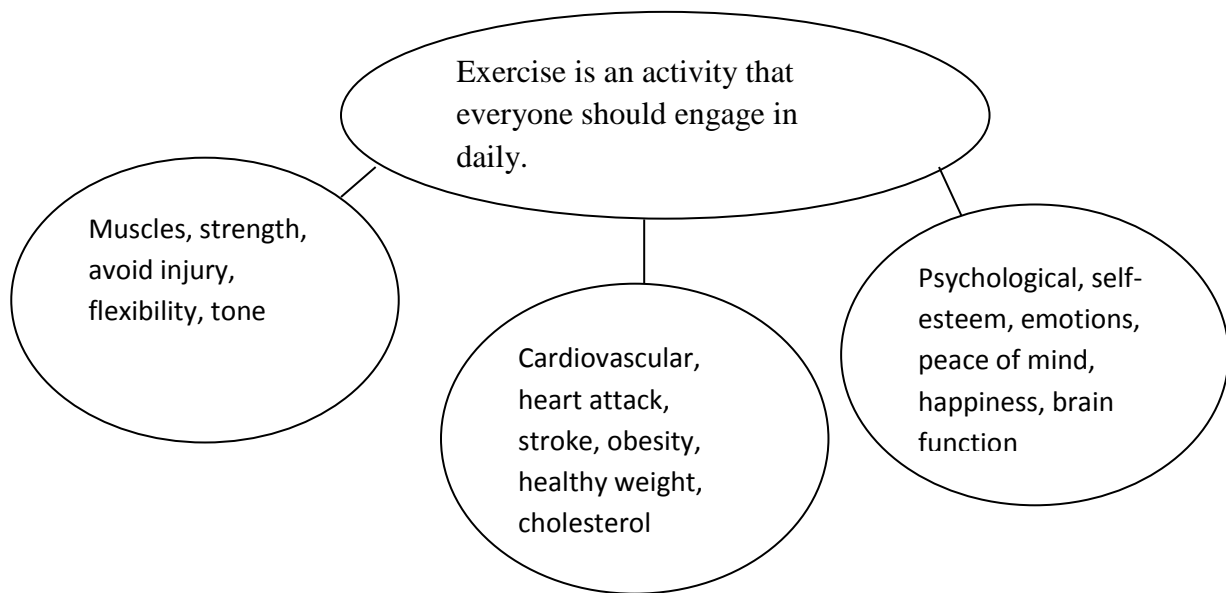 Exercise is an activity that
everyone should engage in
daily.
Muscles, strength,
avoid injury,
flexibility, tone
Cardiovascular,
heart attack,
stroke, obesity,
healthy weight,
cholesterol
Psychological, self-
esteem, emotions,
peace of mind,
happiness, brain
function